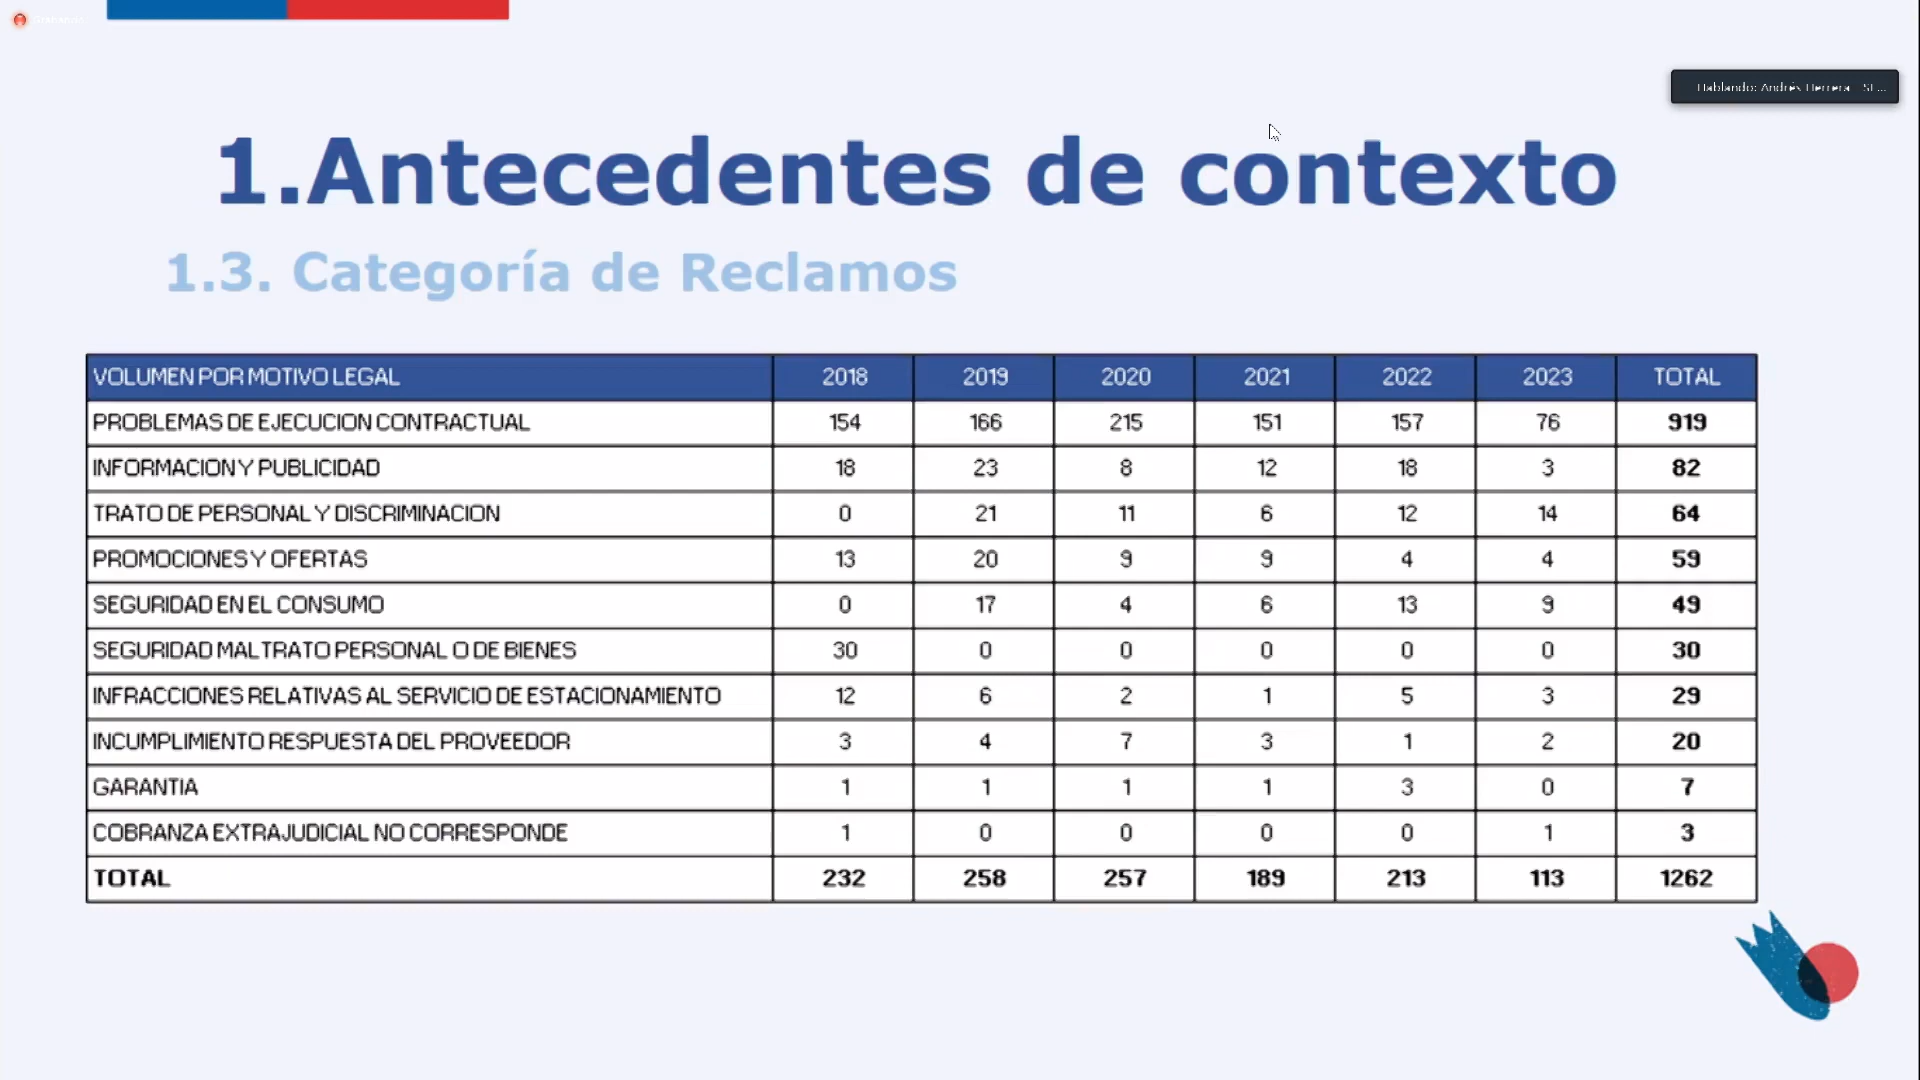 Grabando
Hablando: Andrés Herrera - SE...
1.Antecedentes de contexto
1.3. Categoría de Reclamos
VOLUMEN POR MOTIVO LEGAL 2018 2019 2020 2021 2022 2023 TOTAL
PROBLEMAS DE EJECUCION CONTRACTUAL 154 166 215 151 157 76 919
INFORMACION Y PUBLICIDAD 18 23 8 12 18 3 82
TRATO DE PERSONAL Y DISCRIMINACION 0 21 11 6 12 14 64
PROMOCIONES Y OFERTAS 13 20 9 9 4 4 59
SEGURIDAD EN EL CONSUMO 0 17 4 6 13 9 49
SEGURIDAD MALTRATO PERSONAL O DE BIENES 30 0 0 0 0 0 30
INFRACCIONES RELATIVAS AL SERVICIO DE ESTACIONAMIENTO 12 6 2 1 5 3 29
INCUMPLIMIENTO RESPUESTA DEL PROVEEDOR 3 4 7 3 1 2 20
GARANTIA 1 1 1 1 3 0 7
COBRANZA EXTRAJUDICIAL NO CORRESPONDE 1 0 0 0 0 1 3
TOTAL 232 258 257 189 213 113 1262